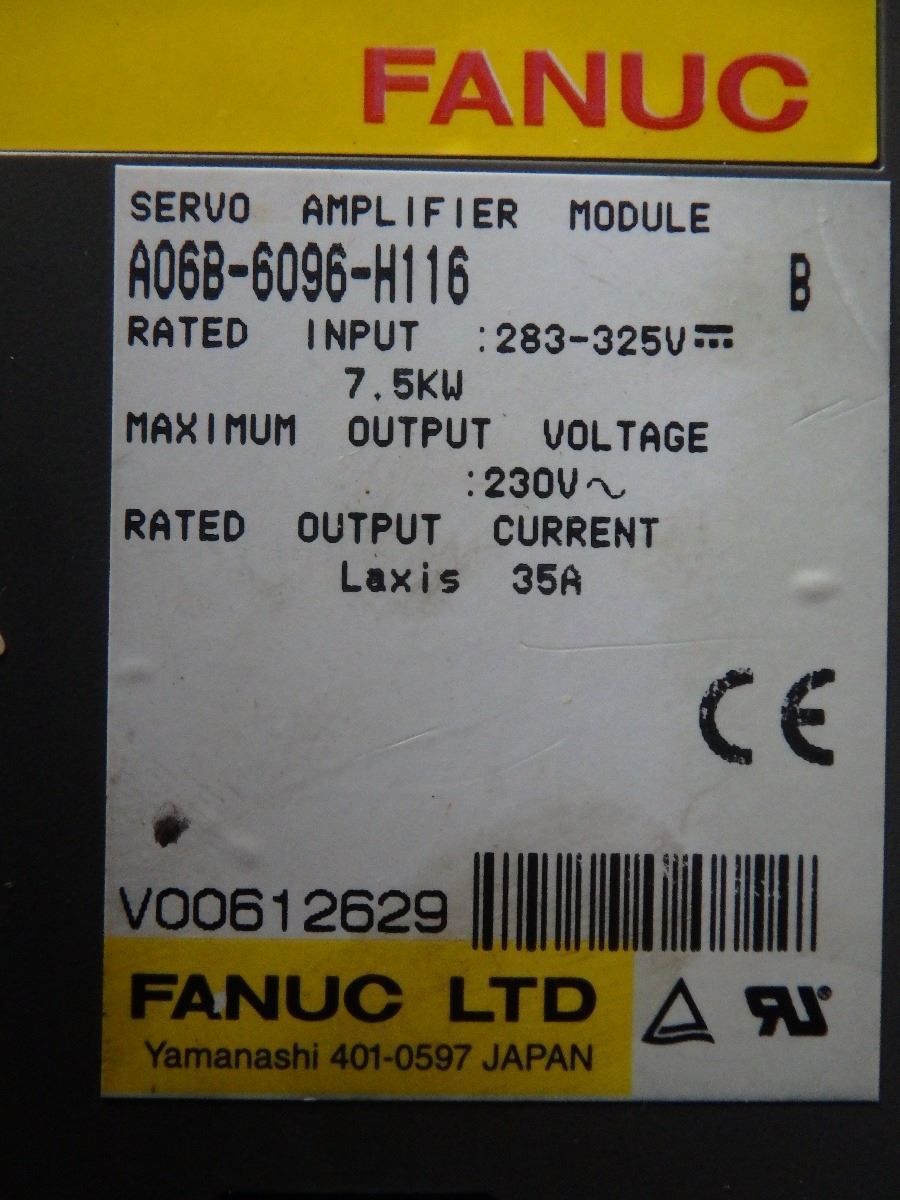 FANUC
SERVO AMPLIFIER MODULE
A06B-6096-H116 B
RATED INPUT :283-325V⎓
7.5KW
MAXIMUM OUTPUT VOLTAGE
:230V～
RATED OUTPUT CURRENT
Laxis 35A
CE
V00612629
FANUC LTD
Yamanashi 401-0597 JAPAN